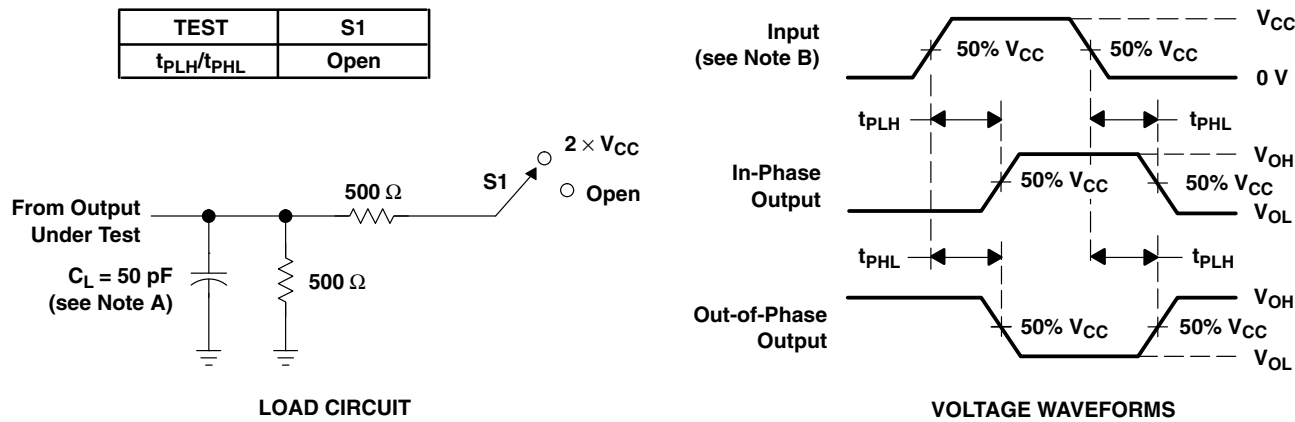 TEST S1
tPLH/tPHL Open
2 × VCC
S1
Open
500 Ω
From Output
Under Test
CL = 50 pF
(see Note A)
500 Ω
LOAD CIRCUIT
Input
(see Note B)
50% VCC
50% VCC
VCC
0 V
tPLH
tPHL
In-Phase
Output
50% VCC
50% VCC
VOH
VOL
tPHL
tPLH
Out-of-Phase
Output
50% VCC
50% VCC
VOH
VOL
VOLTAGE WAVEFORMS